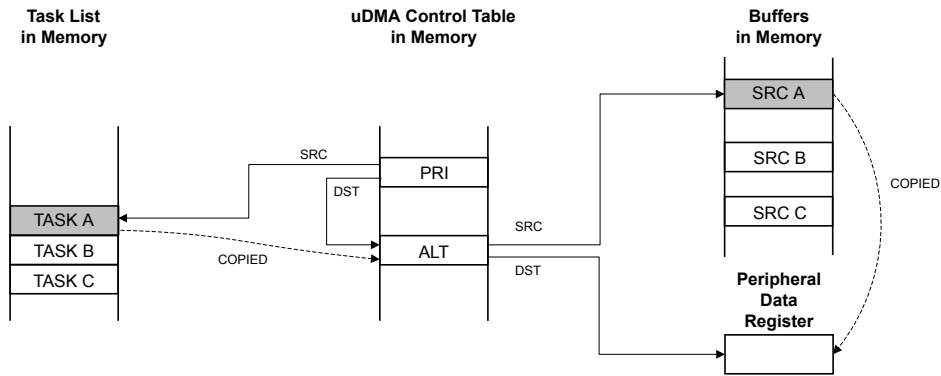 Task List
in Memory
uDMA Control Table
in Memory
Buffers
in Memory
SRC A
SRC
PRI
SRC B
COPIED
DST
SRC C
TASK A
SRC
TASK B
ALT
COPIED
DST
TASK C
Peripheral
Data
Register